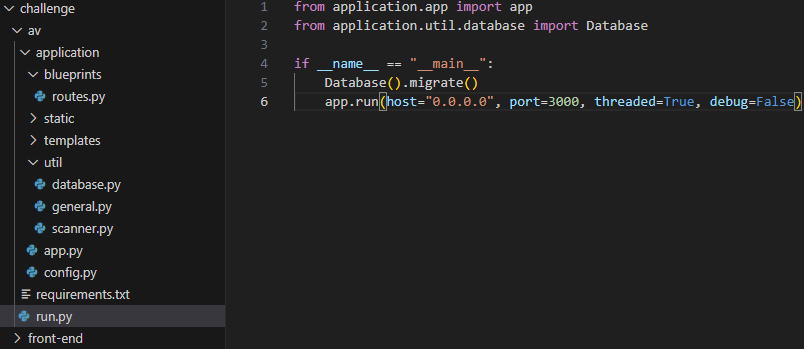 challenge
av
application
blueprints
routes.py
static
templates
util
database.py
general.py
scanner.py
app.py
config.py
requirements.txt
run.py
front-end
1 from application.app import app
2 from application.util.database import Database
3
4 if __name__ == "__main__":
5     Database().migrate()
6     app.run(host="0.0.0.0", port=3000, threaded=True, debug=False)